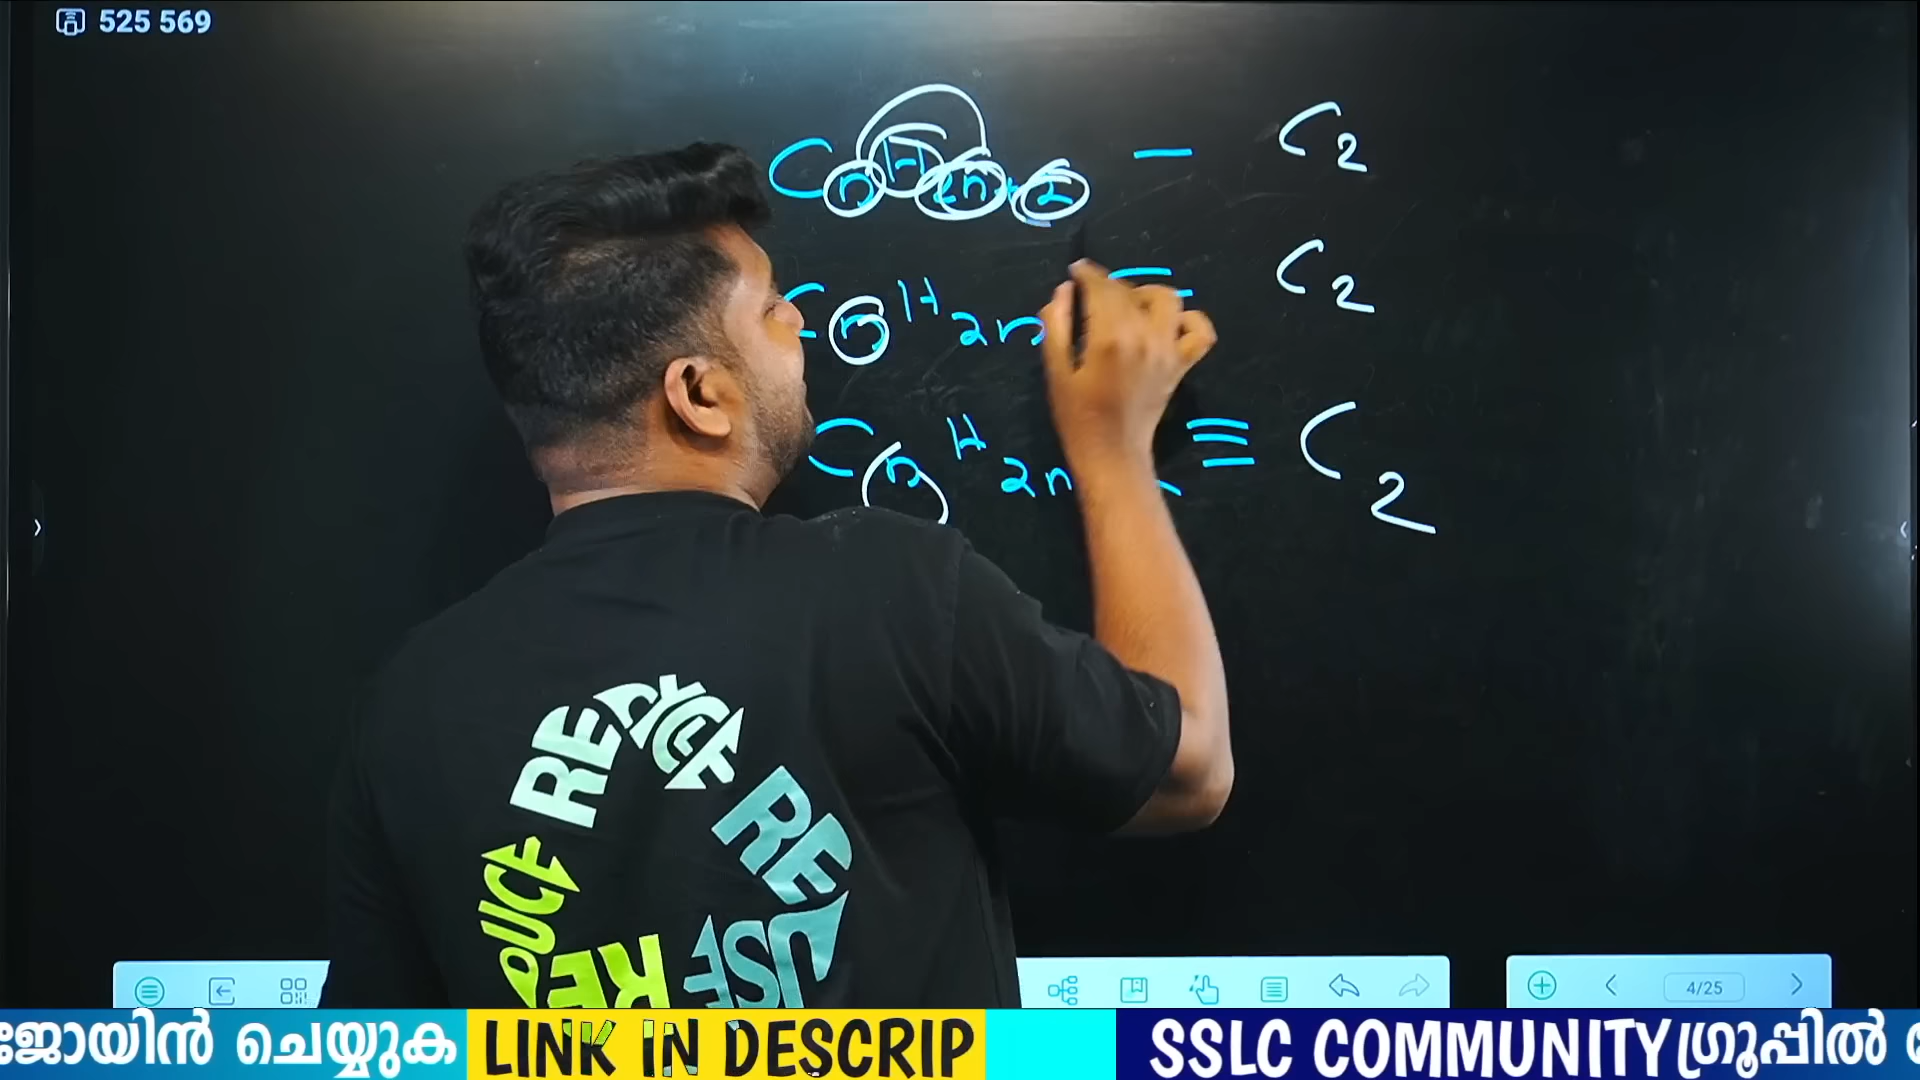 525 569
CnH2n+2 — C2
CnH2n = C2
CnH2n ≡ C2
RECYCLE
REUSE
REDUCE
4/25
ജോയിൻ ചെയ്യുക LINK IN DESCRIP SSLC COMMUNITY ഗ്രൂപ്പിൽ